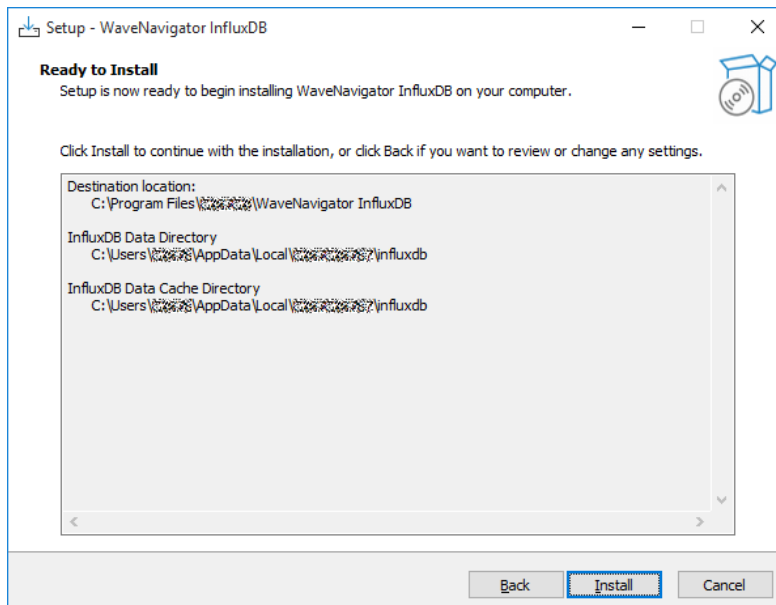 Setup - WaveNavigator InfluxDB
Ready to Install
Setup is now ready to begin installing WaveNavigator InfluxDB on your computer.
Click Install to continue with the installation, or click Back if you want to review or change any settings.
Destination location:
C:\Program Files\ \WaveNavigator InfluxDB
InfluxDB Data Directory
C:\Users\ \AppData\Local\ \influxdb
InfluxDB Data Cache Directory
C:\Users\ \AppData\Local\ \influxdb
Back Install Cancel